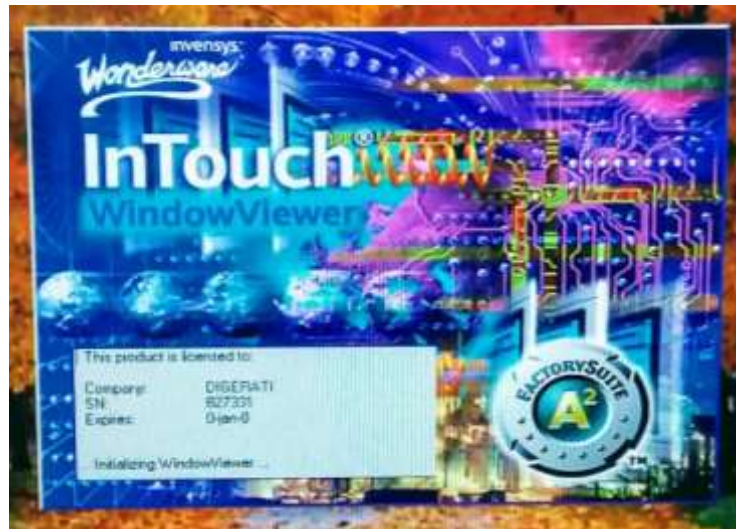 invensys
Wonderware
InTouch
WindowViewer
This product is licensed to:
Company: DIGERATI
SN: 827331
Expires: 0-jan-0
Initializing WindowViewer ...
FACTORYSUITE
A2
TM